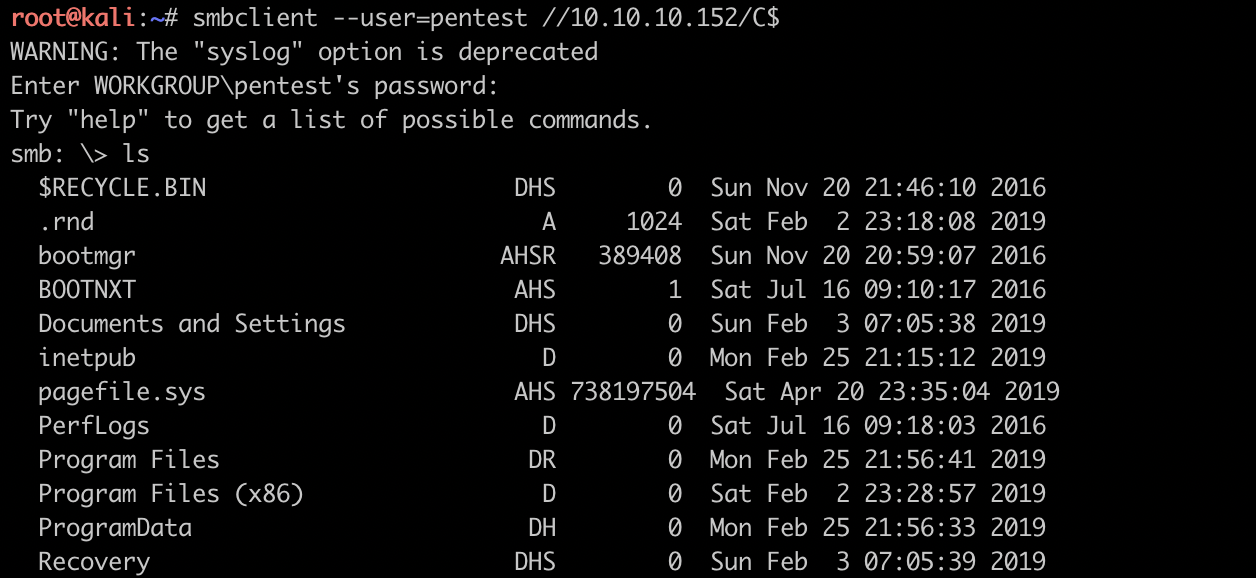 root@kali:~# smbclient --user=pentest //10.10.10.152/C$
WARNING: The "syslog" option is deprecated
Enter WORKGROUP\pentest's password:
Try "help" to get a list of possible commands.
smb: \> ls
  $RECYCLE.BIN                      DHS        0  Sun Nov 20 21:46:10 2016
  .rnd                                A     1024  Sat Feb  2 23:18:08 2019
  bootmgr                          AHSR   389408  Sun Nov 20 20:59:07 2016
  BOOTNXT                           AHS        1  Sat Jul 16 09:10:17 2016
  Documents and Settings            DHS        0  Sun Feb  3 07:05:38 2019
  inetpub                             D        0  Mon Feb 25 21:15:12 2019
  pagefile.sys                      AHS 738197504  Sat Apr 20 23:35:04 2019
  PerfLogs                            D        0  Sat Jul 16 09:18:03 2016
  Program Files                      DR        0  Mon Feb 25 21:56:41 2019
  Program Files (x86)                 D        0  Sat Feb  2 23:28:57 2019
  ProgramData                        DH        0  Mon Feb 25 21:56:33 2019
  Recovery                          DHS        0  Sun Feb  3 07:05:39 2019